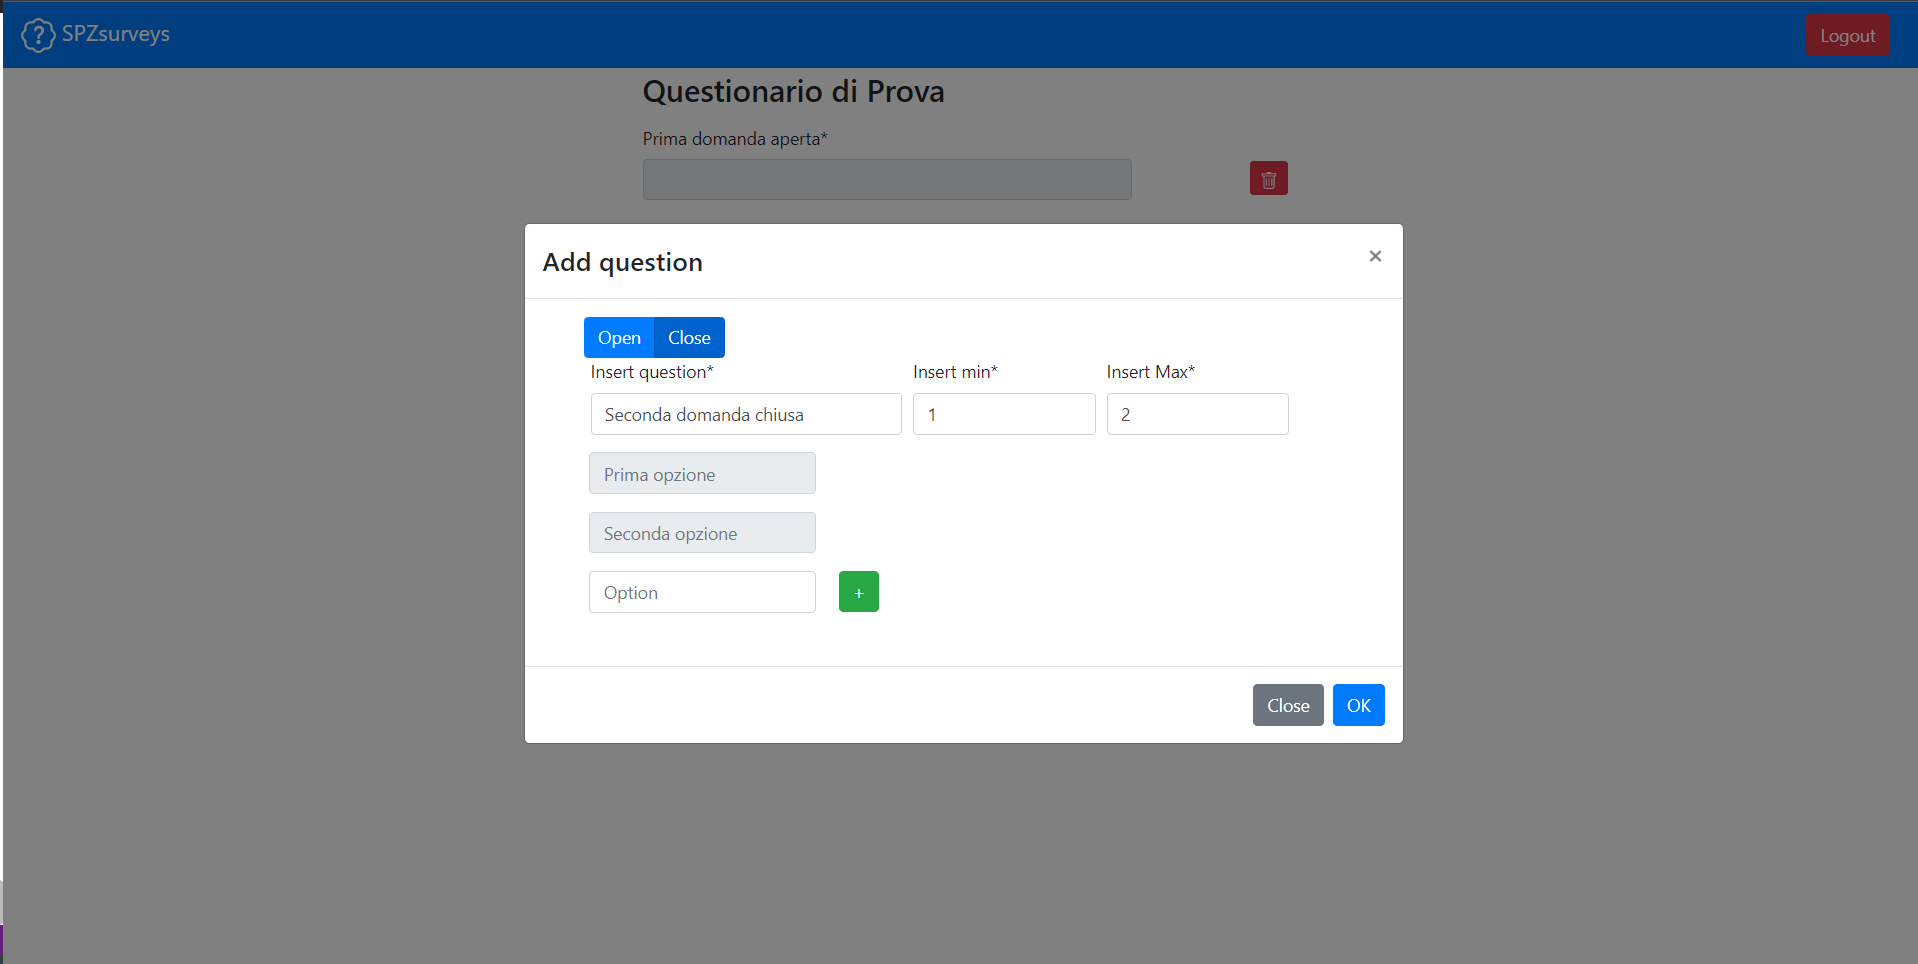 SPZsurveys
Logout
Questionario di Prova
Prima domanda aperta*
Add question
×
Open Close
Insert question* Insert min* Insert Max*
Seconda domanda chiusa 1 2
Prima opzione
Seconda opzione
Option +
Close OK